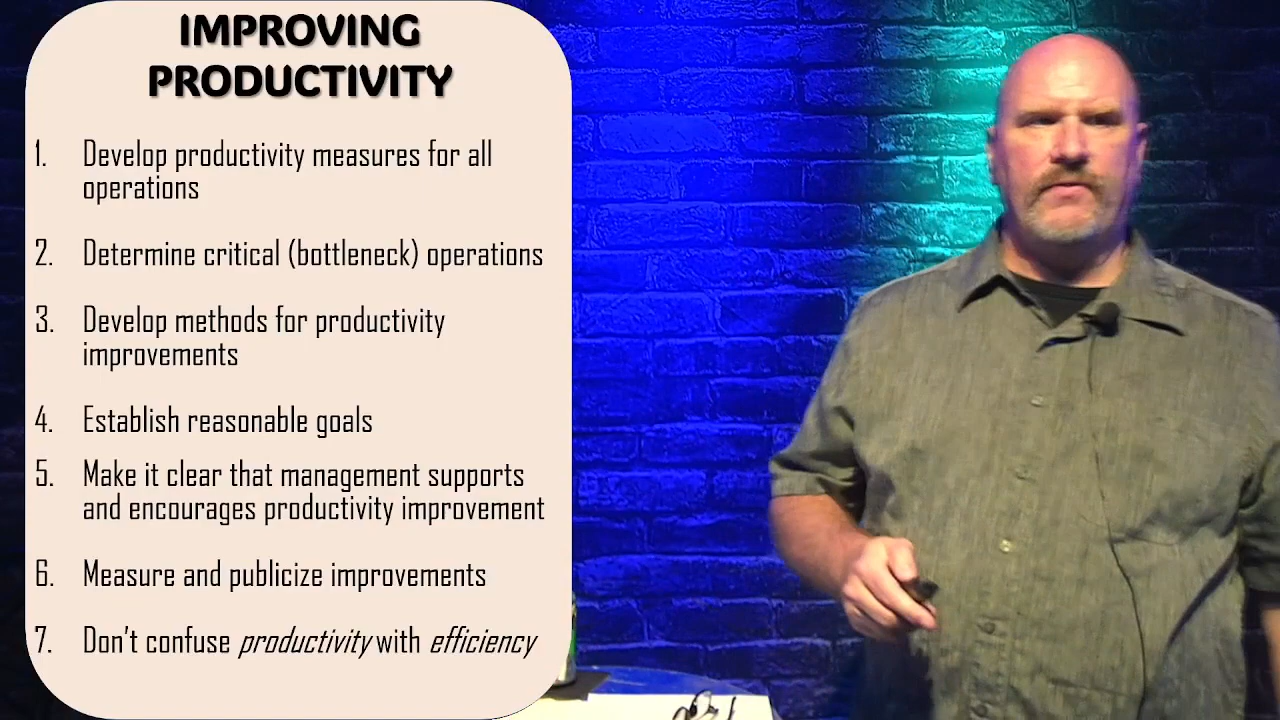 IMPROVING
PRODUCTIVITY
1. Develop productivity measures for all
operations
2. Determine critical (bottleneck) operations
3. Develop methods for productivity
improvements
4. Establish reasonable goals
5. Make it clear that management supports
and encourages productivity improvement
6. Measure and publicize improvements
7. Don't confuse productivity with efficiency